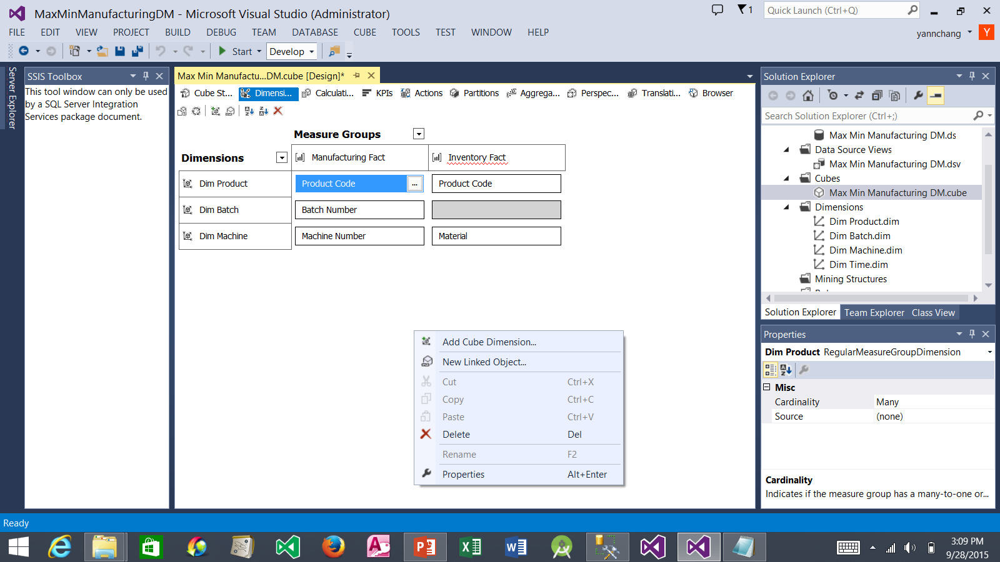 MaxMinManufacturingDM - Microsoft Visual Studio (Administrator)
1
Quick Launch (Ctrl+Q)
FILE EDIT VIEW PROJECT BUILD DEBUG TEAM DATABASE CUBE TOOLS TEST WINDOW HELP
yannchang
Y
Start
Develop
Server Explorer
SSIS Toolbox
This tool window can only be used
by a SQL Server Integration
Services package document.
Max Min Manufactu...DM.cube [Design]*
Cube St... Dimensi... Calculati... KPIs Actions Partitions Aggrega... Perspec... Translati... Browser
Measure Groups
Dimensions
Manufacturing Fact
Inventory Fact
Dim Product
Product Code
...
Product Code
Dim Batch
Batch Number
Dim Machine
Machine Number
Material
Add Cube Dimension...
New Linked Object...
Cut Ctrl+X
Copy Ctrl+C
Paste Ctrl+V
Delete Del
Rename F2
Properties Alt+Enter
Solution Explorer
Search Solution Explorer (Ctrl+;)
Max Min Manufacturing DM.ds
Data Source Views
Max Min Manufacturing DM.dsv
Cubes
Max Min Manufacturing DM.cube
Dimensions
Dim Product.dim
Dim Batch.dim
Dim Machine.dim
Dim Time.dim
Mining Structures
Solution Explorer Team Explorer Class View
Properties
Dim Product RegularMeasureGroupDimension
Misc
Cardinality Many
Source (none)
Cardinality
Indicates if the measure group has a many-to-one or...
Ready
3:09 PM
9/28/2015